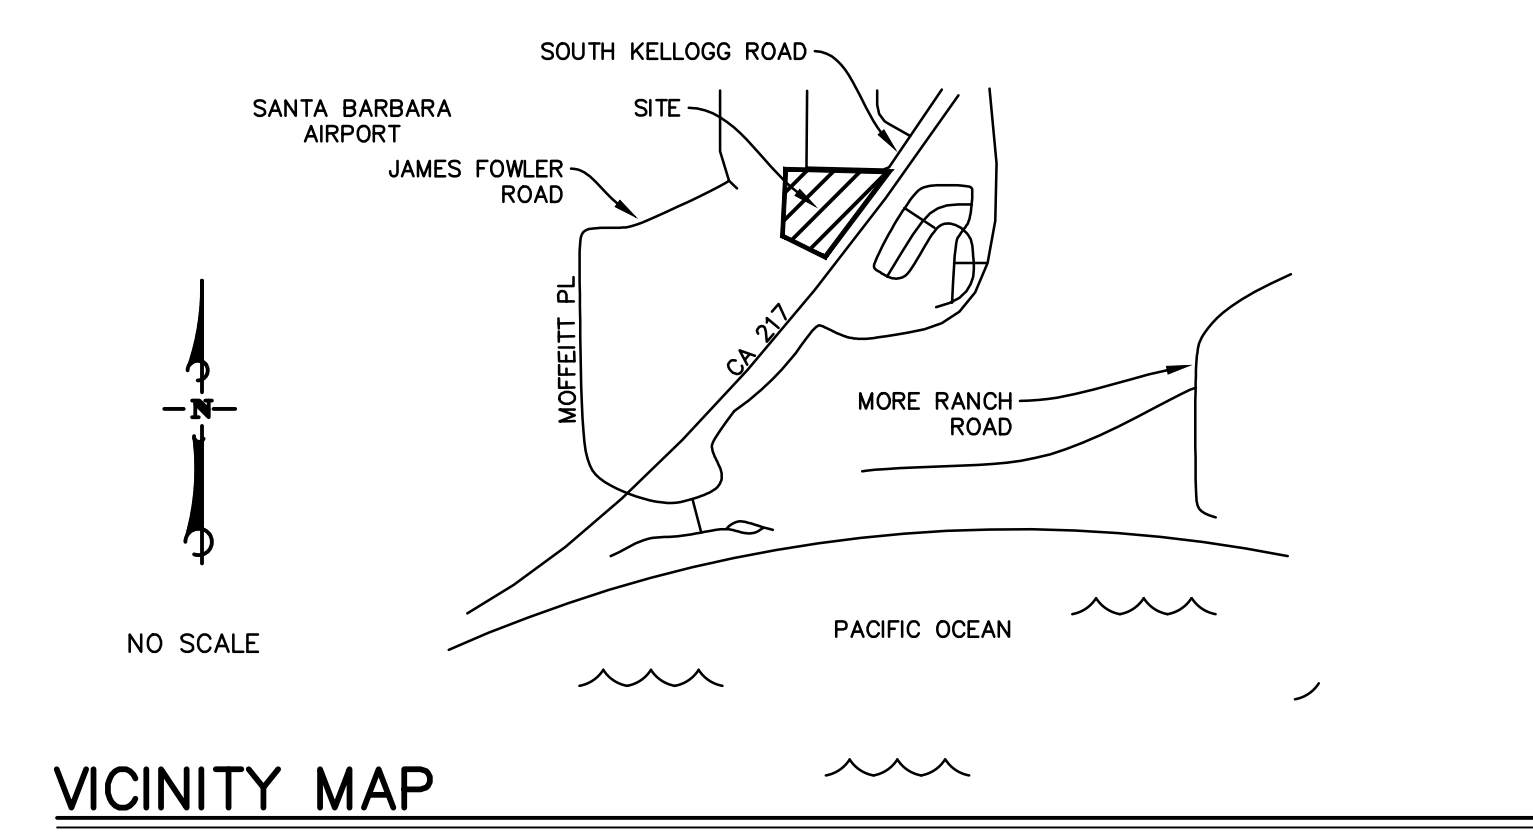 SOUTH KELLOGG ROAD
SANTA BARBARA
AIRPORT
SITE
JAMES FOWLER
ROAD
MOFFEITT PL
CA 217
MORE RANCH
ROAD
N
NO SCALE
PACIFIC OCEAN
VICINITY MAP